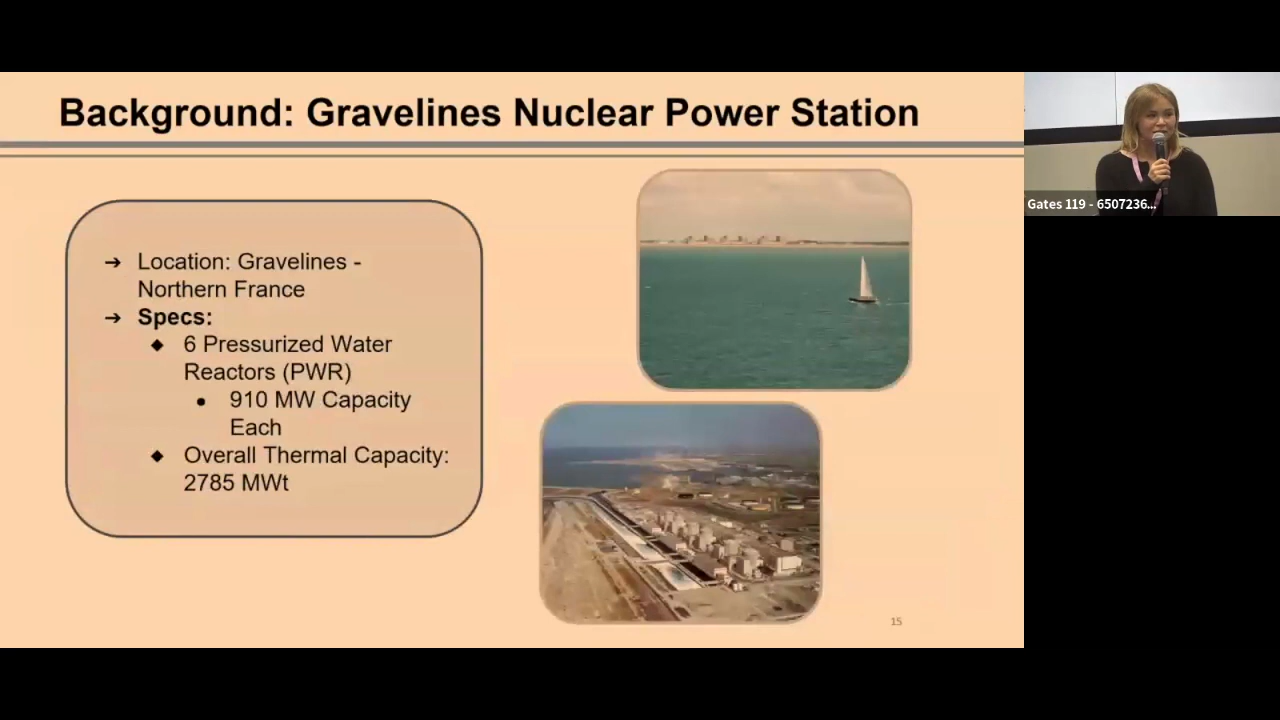 Background: Gravelines Nuclear Power Station
➔ Location: Gravelines -
Northern France
➔ Specs:
◆ 6 Pressurized Water
Reactors (PWR)
● 910 MW Capacity
Each
◆ Overall Thermal Capacity:
2785 MWt
15
Gates 119 - 6507236...